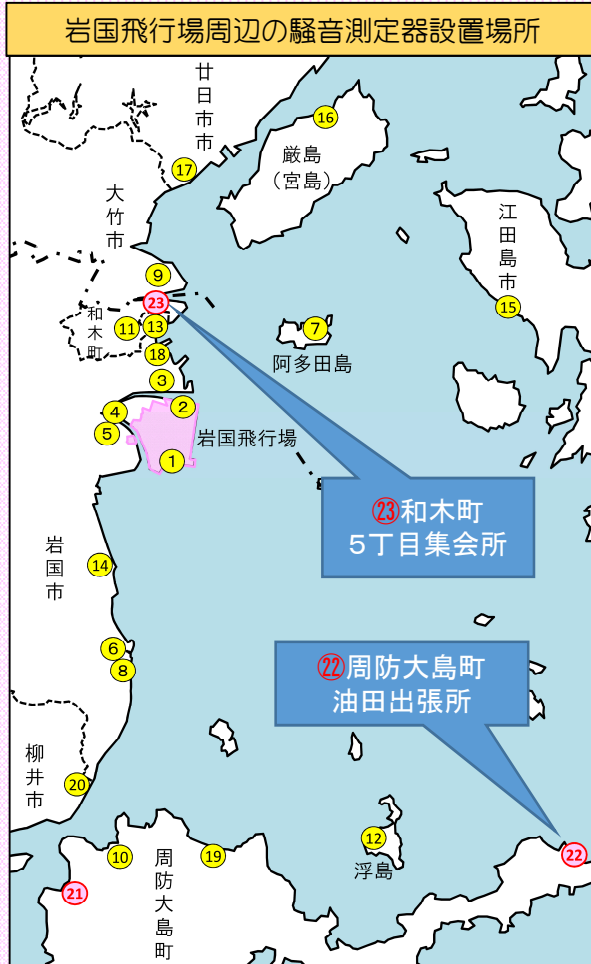 岩国飛行場周辺の騒音測定器設置場所
廿日市市
16
厳島
(宮島)
17
大竹市
江田島市
9
23
15
和木町
11
13
7
18
阿多田島
3
2
4
5
岩国飛行場
1
㉓和木町
5丁目集会所
岩国市
14
6
8
㉒周防大島町
油田出張所
柳井市
20
12
10
19
22
周防大島町
浮島
21